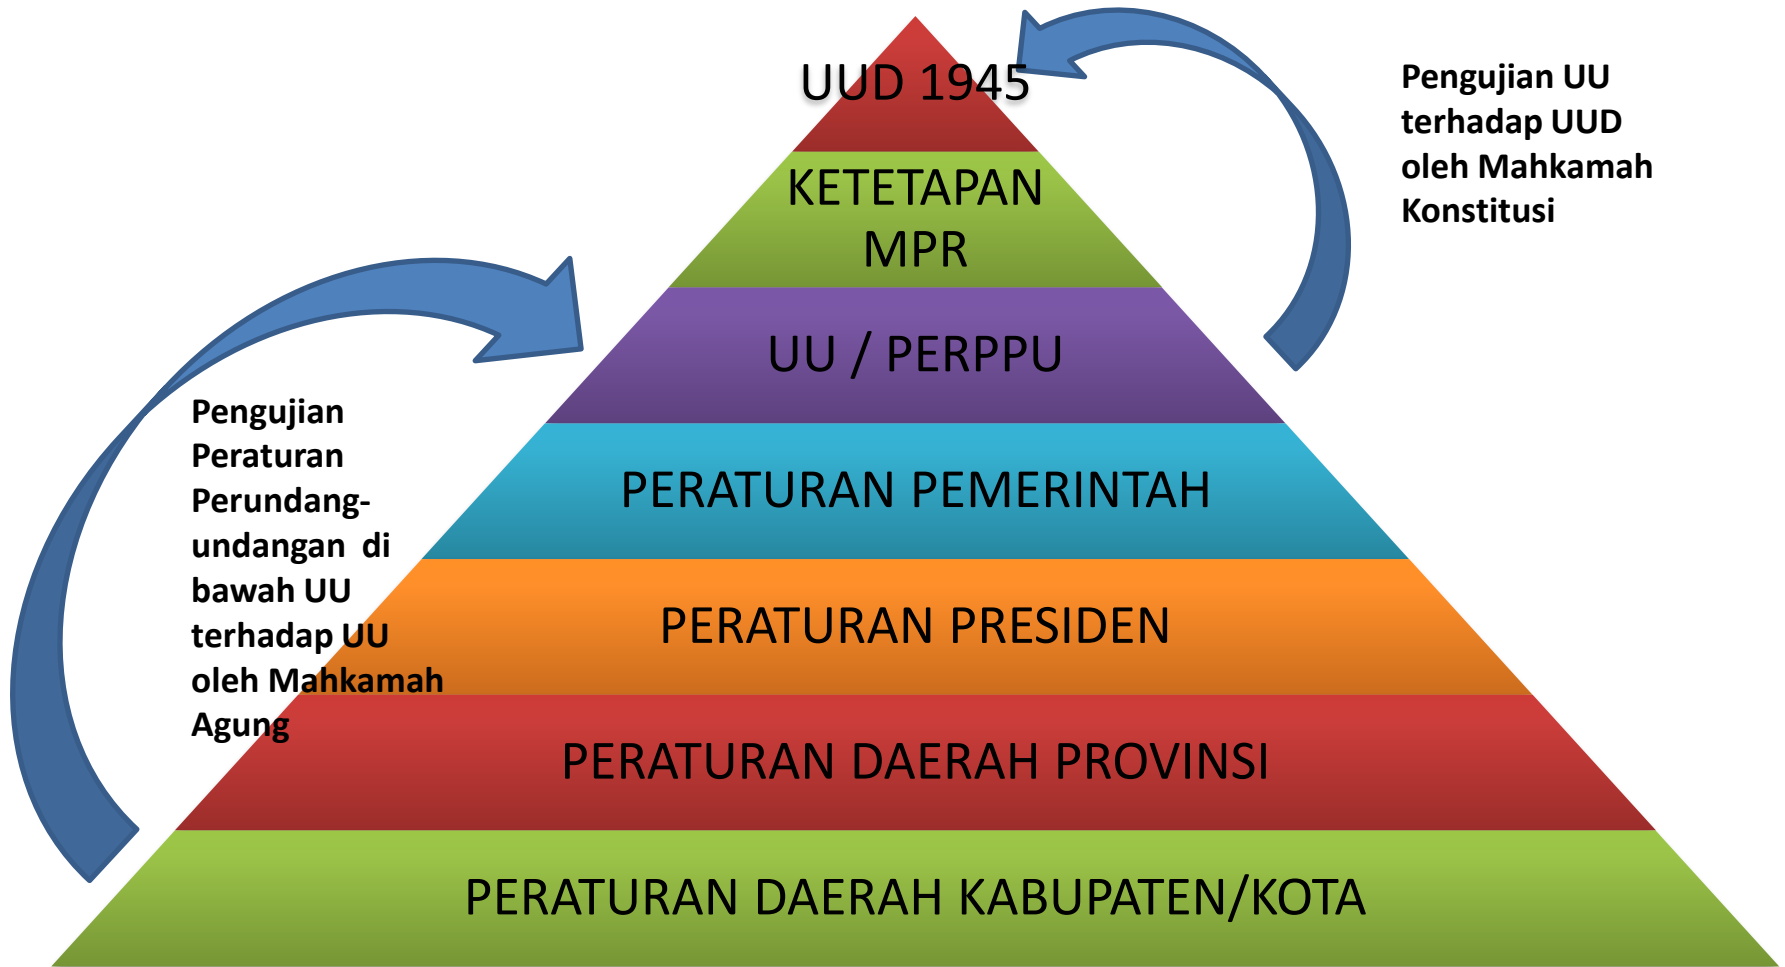 UUD 1945
KETETAPAN
MPR
UU / PERPPU
PERATURAN PEMERINTAH
PERATURAN PRESIDEN
PERATURAN DAERAH PROVINSI
PERATURAN DAERAH KABUPATEN/KOTA
Pengujian UU
terhadap UUD
oleh Mahkamah
Konstitusi
Pengujian
Peraturan
Perundang-
undangan  di
bawah UU
terhadap UU
oleh Mahkamah
Agung